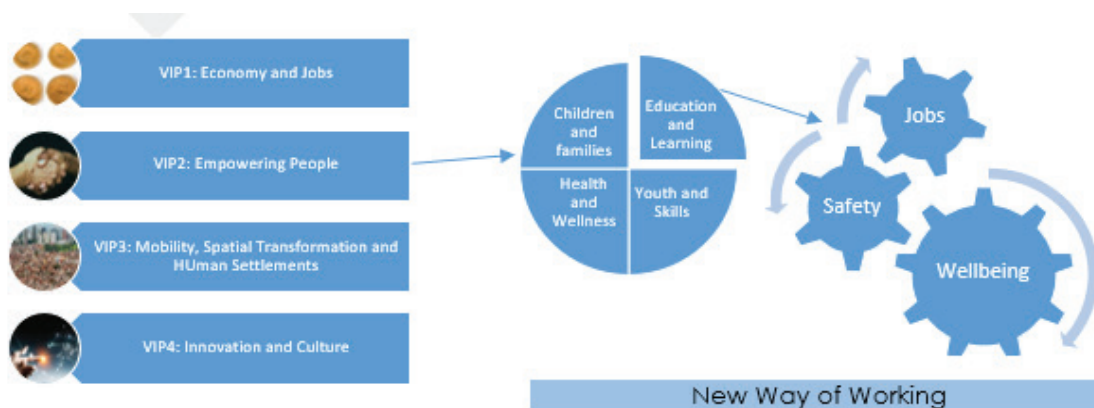 VIP1: Economy and Jobs
VIP2: Empowering People
VIP3: Mobility, Spatial Transformation and
HUman Settlements
VIP4: Innovation and Culture
Children
and
families
Education
and
Learning
Health
and
Wellness
Youth and
Skills
Jobs
Safety
Wellbeing
New Way of Working